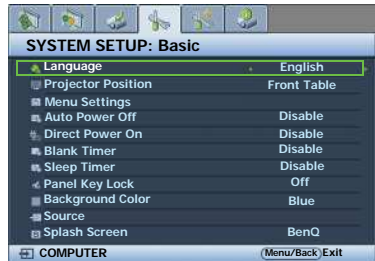 SYSTEM SETUP: Basic
Language English
Projector Position Front Table
Menu Settings
Auto Power Off Disable
Direct Power On Disable
Blank Timer Disable
Sleep Timer Disable
Panel Key Lock Off
Background Color Blue
Source
Splash Screen BenQ
COMPUTER Menu/Back Exit